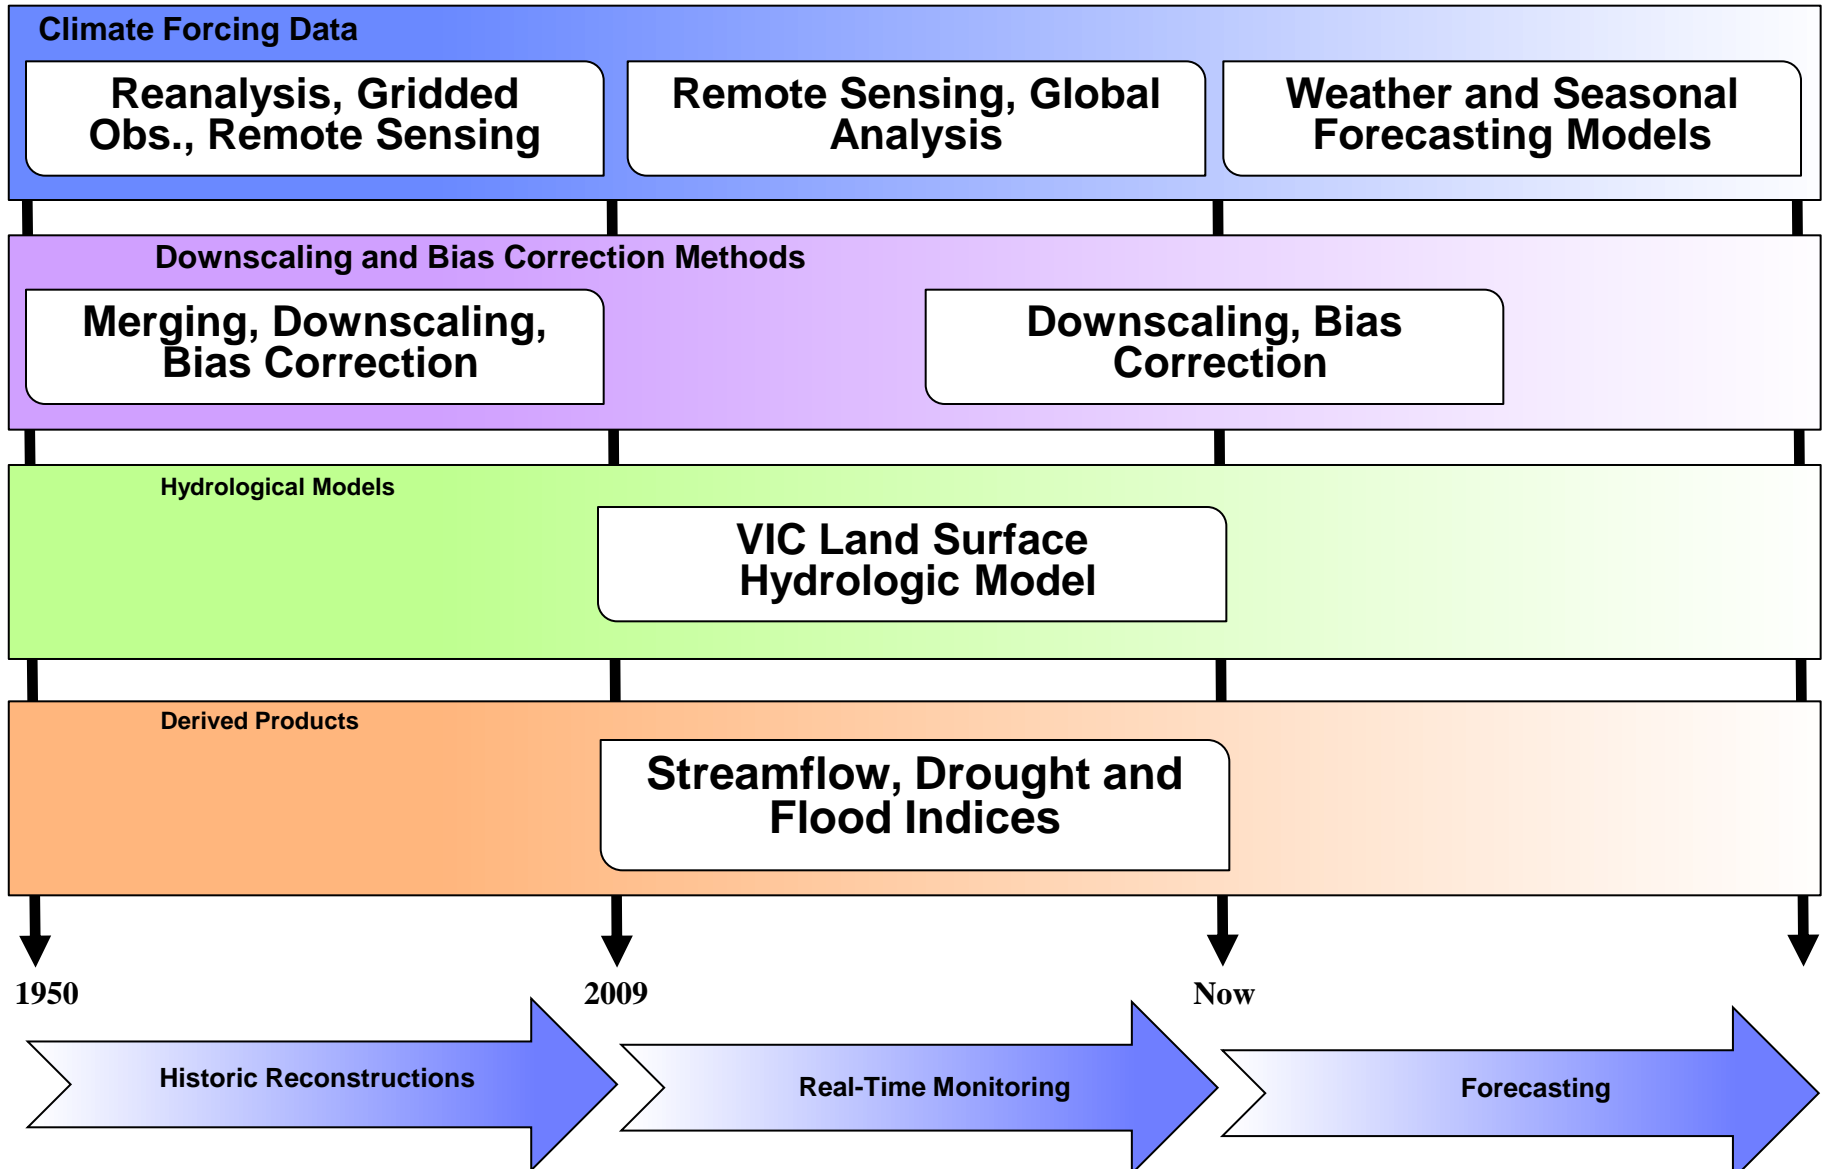 Climate Forcing Data
Reanalysis, Gridded
Obs., Remote Sensing
Remote Sensing, Global
Analysis
Weather and Seasonal
Forecasting Models
Downscaling and Bias Correction Methods
Merging, Downscaling,
Bias Correction
Downscaling, Bias
Correction
Hydrological Models
VIC Land Surface
Hydrologic Model
Derived Products
Streamflow, Drought and
Flood Indices
1950
2009
Now
Historic Reconstructions
Real-Time Monitoring
Forecasting